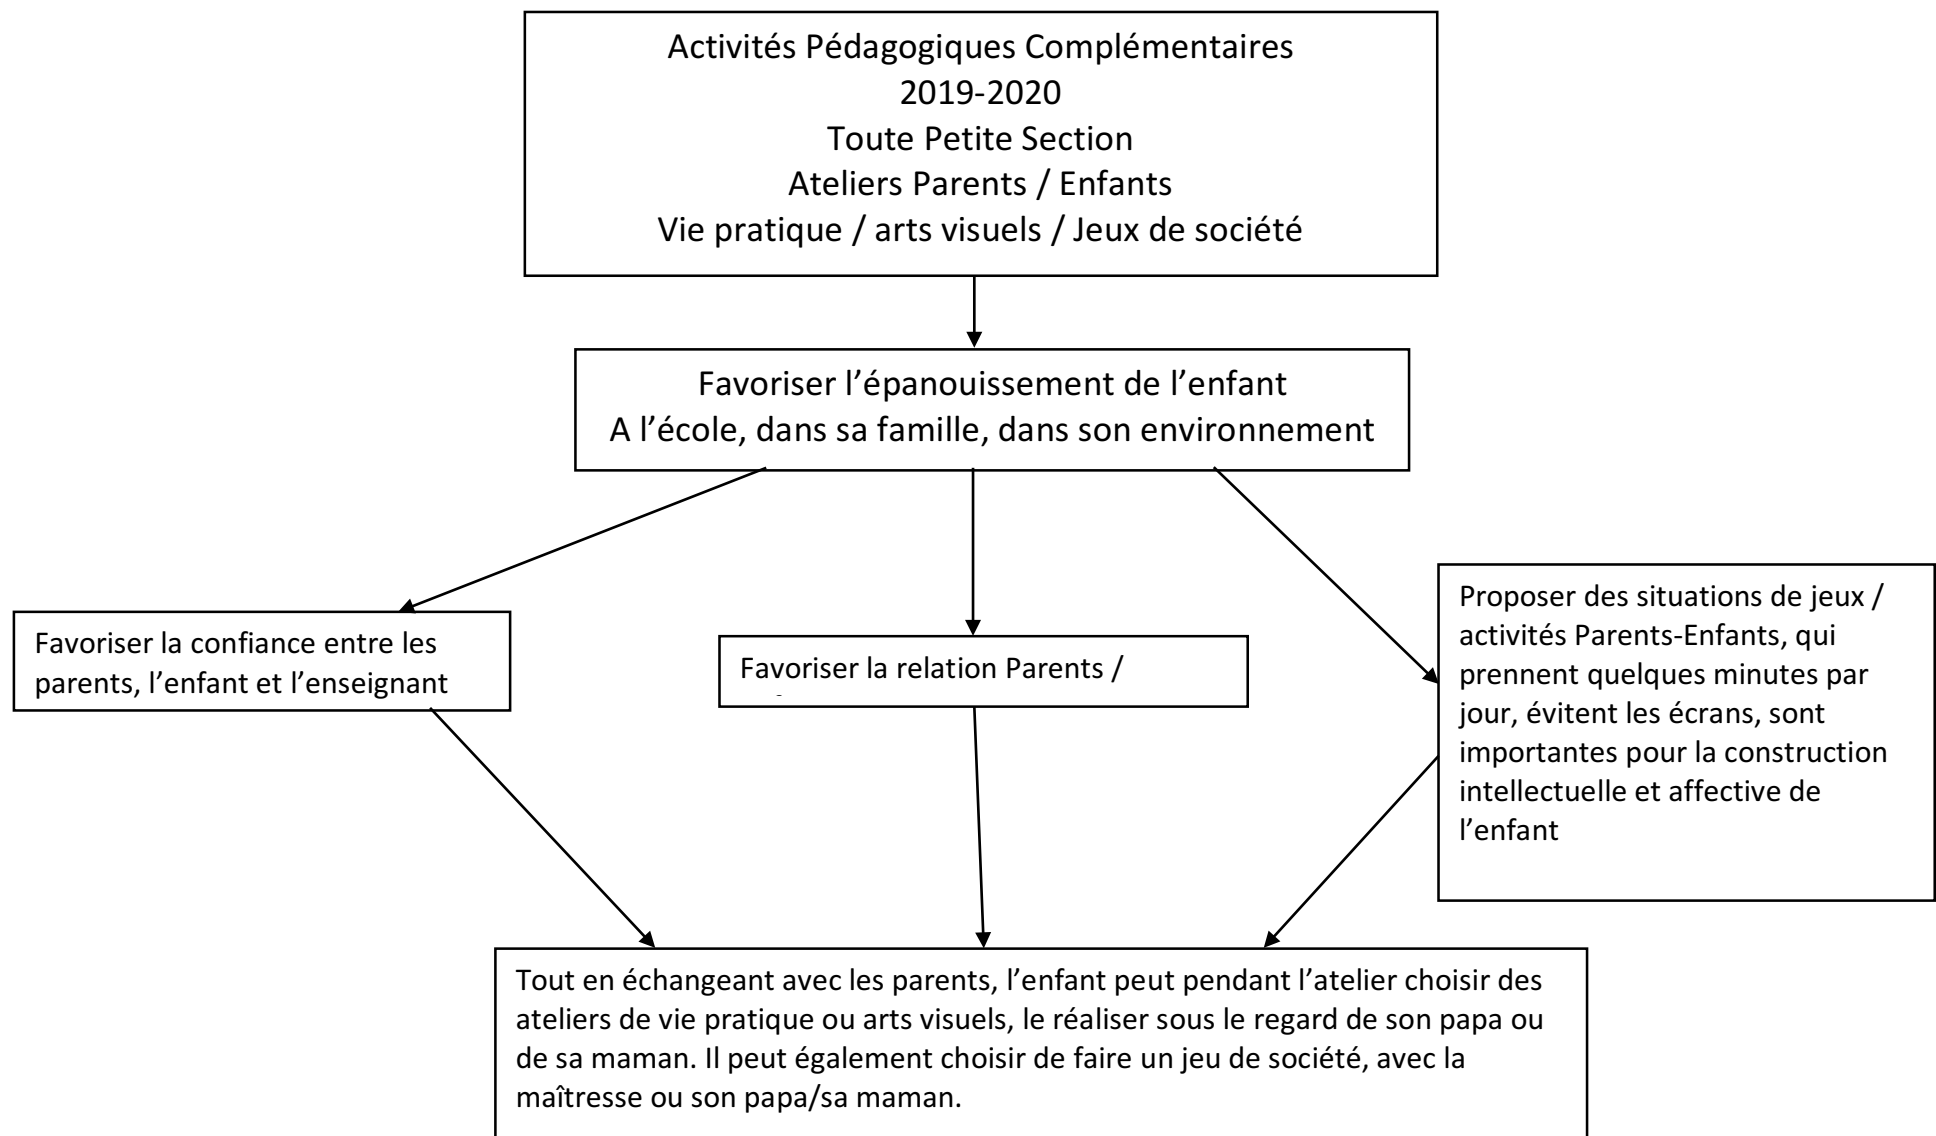 Activités Pédagogiques Complémentaires
2019-2020
Toute Petite Section
Ateliers Parents / Enfants
Vie pratique / arts visuels / Jeux de société
Favoriser l’épanouissement de l’enfant
A l’école, dans sa famille, dans son environnement
Favoriser la confiance entre les
parents, l’enfant et l’enseignant
Favoriser la relation Parents /
Proposer des situations de jeux /
activités Parents-Enfants, qui
prennent quelques minutes par
jour, évitent les écrans, sont
importantes pour la construction
intellectuelle et affective de
l’enfant
Tout en échangeant avec les parents, l’enfant peut pendant l’atelier choisir des
ateliers de vie pratique ou arts visuels, le réaliser sous le regard de son papa ou
de sa maman. Il peut également choisir de faire un jeu de société, avec la
maîtresse ou son papa/sa maman.